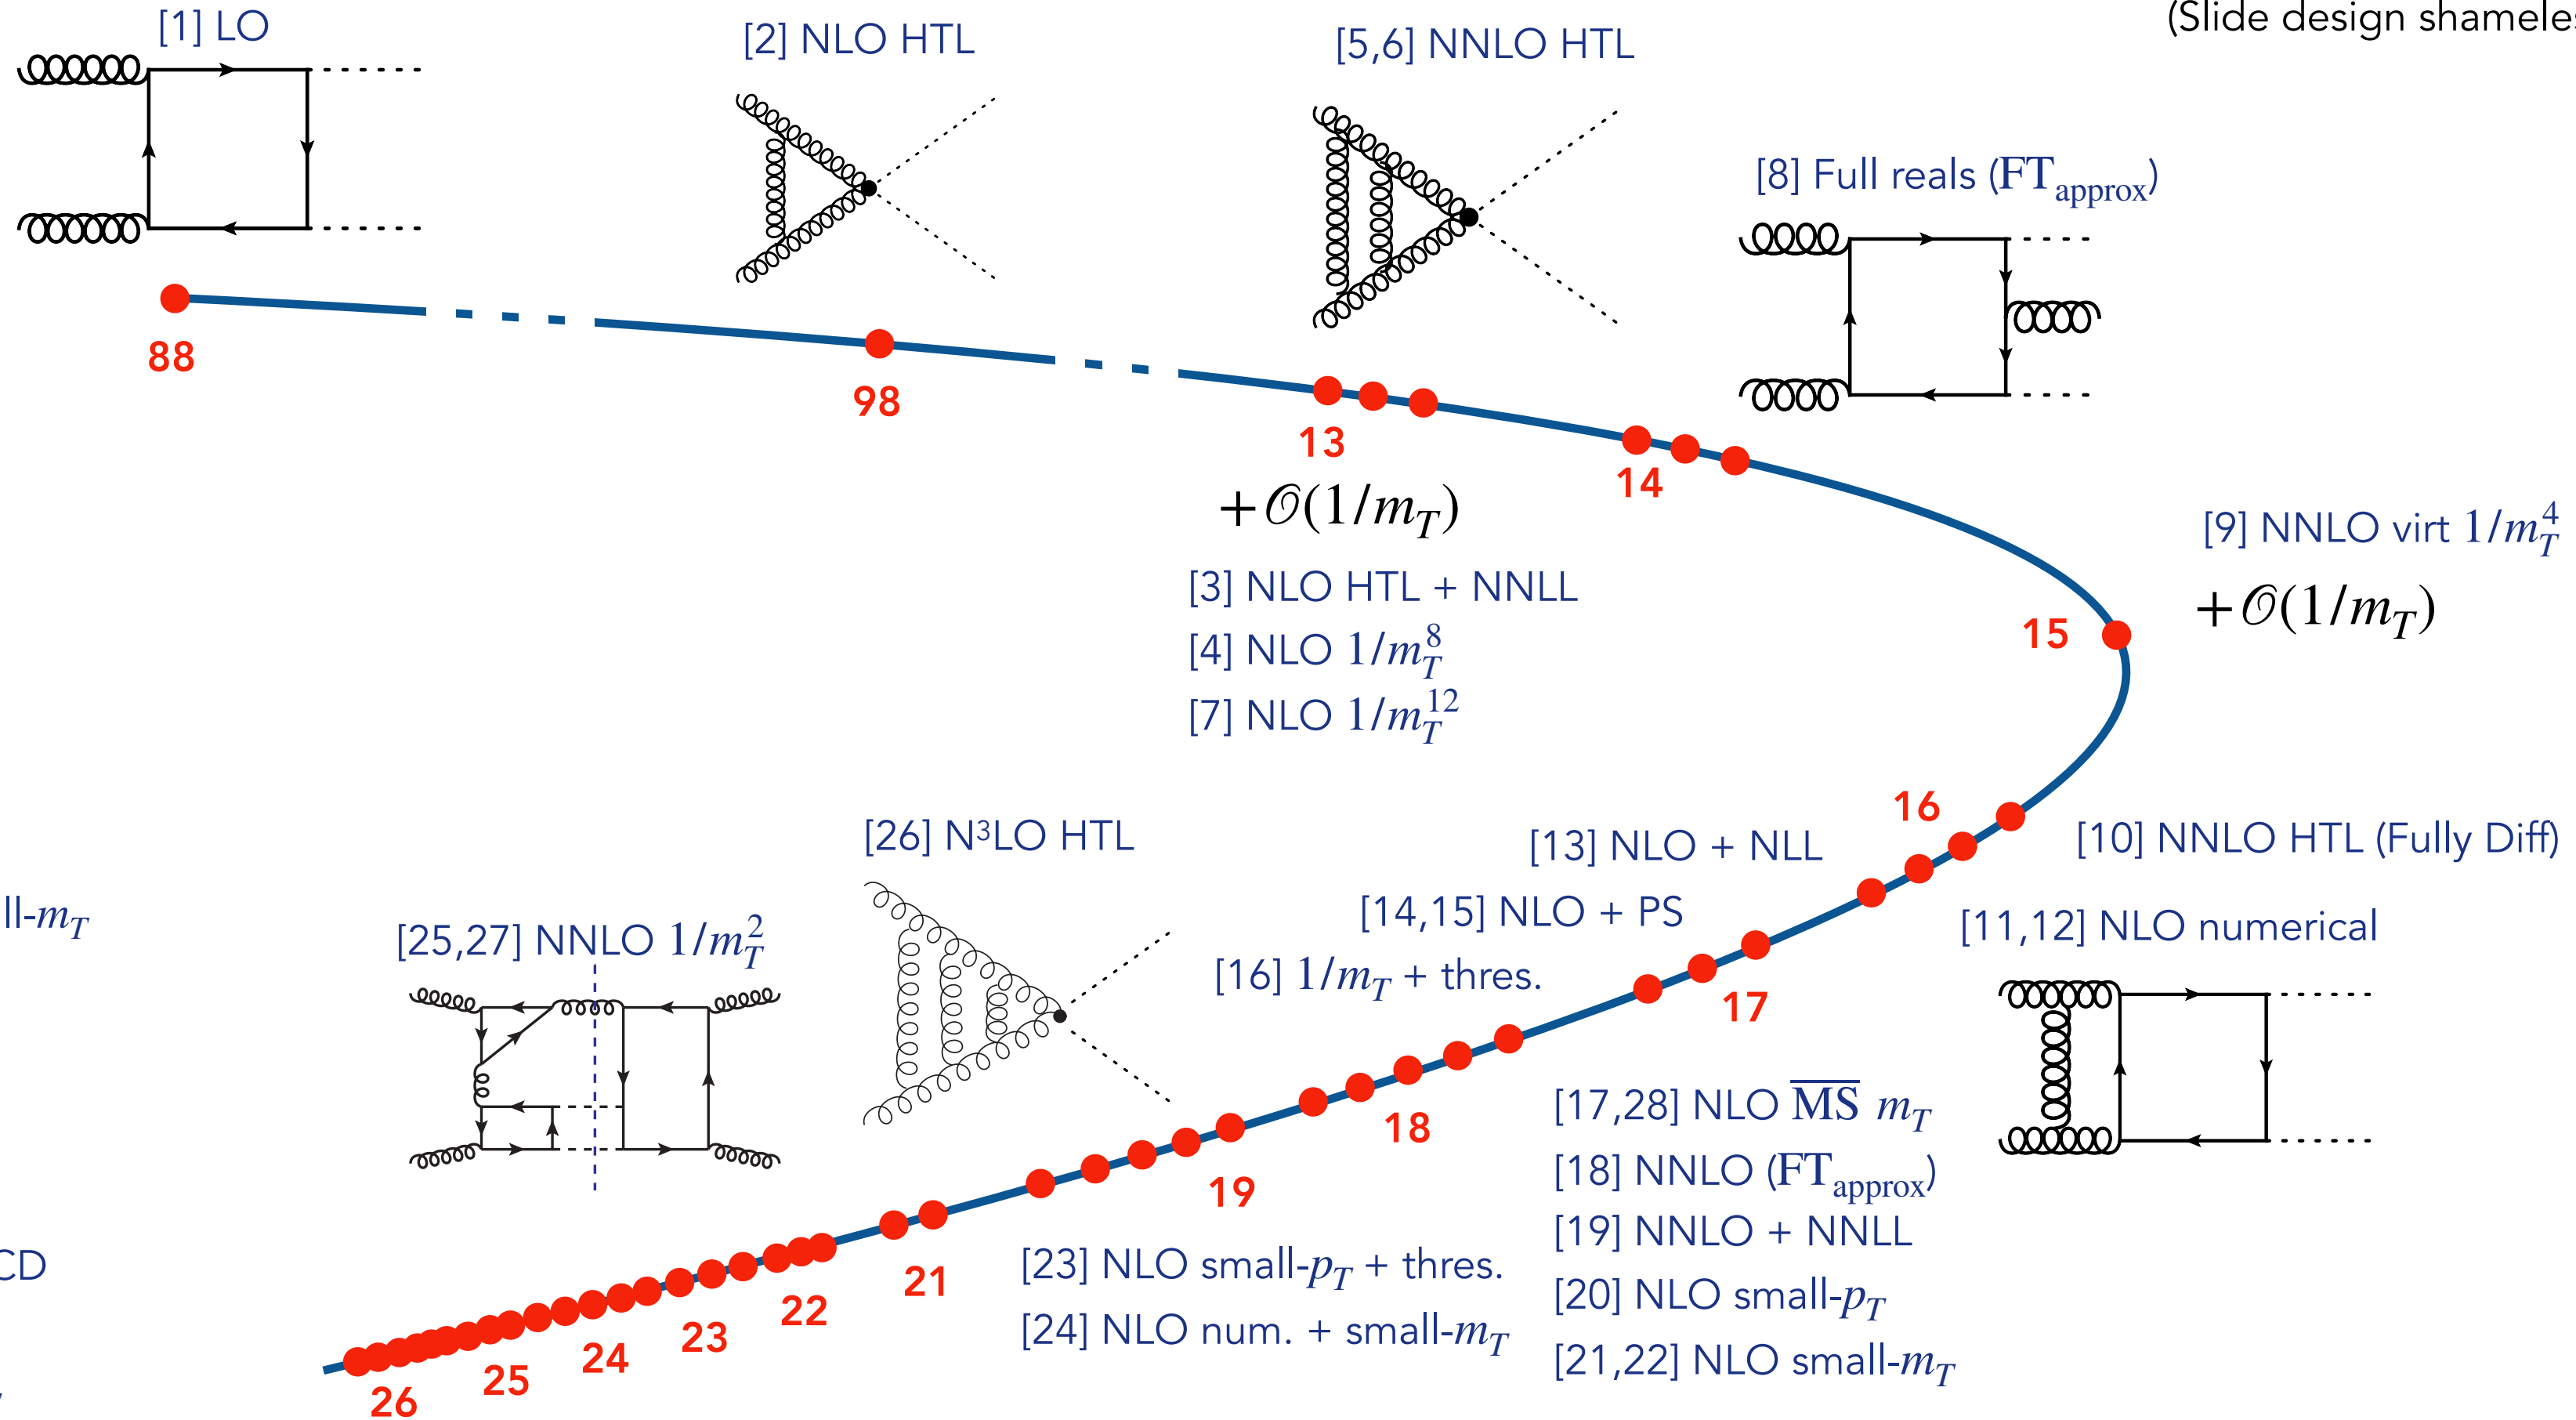 (Slide design
[1] LO
[2] NLO HTL
[5,6] NNLO HTL
[8] Full reals (FT_approx)
88
98
13
14
+𝒪(1/m_T)
[3] NLO HTL + NNLL
[4] NLO 1/m_T^8
[7] NLO 1/m_T^12
[9] NNLO virt 1/m_T^4
+𝒪(1/m_T)
15
16
[10] NNLO HTL (Fully Diff)
[26] N³LO HTL
[13] NLO + NLL
[14,15] NLO + PS
[16] 1/m_T + thres.
[11,12] NLO numerical
ll-m_T
[25,27] NNLO 1/m_T^2
17
18
[17,28] NLO M̅S̅ m_T
[18] NNLO (FT_approx)
[19] NNLO + NNLL
[20] NLO small-p_T
[21,22] NLO small-m_T
19
[23] NLO small-p_T + thres.
[24] NLO num. + small-m_T
CD
21
22
23
24
25
26